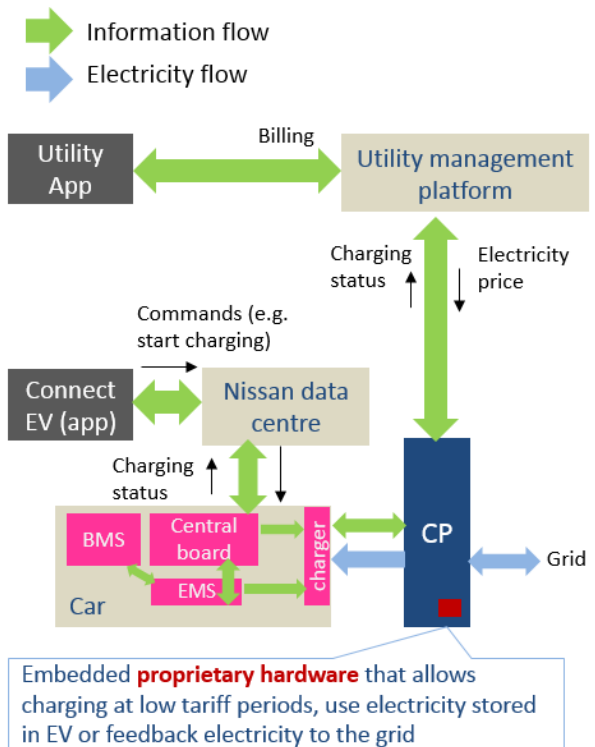 Information flow
Electricity flow
Billing
Utility
App
Utility management
platform
Charging
status
Electricity
price
Commands (e.g.
start charging)
Connect
EV (app)
Nissan data
centre
Charging
status
BMS
Central
board
EMS
charger
Car
CP
Grid
Embedded proprietary hardware that allows
charging at low tariff periods, use electricity stored
in EV or feedback electricity to the grid